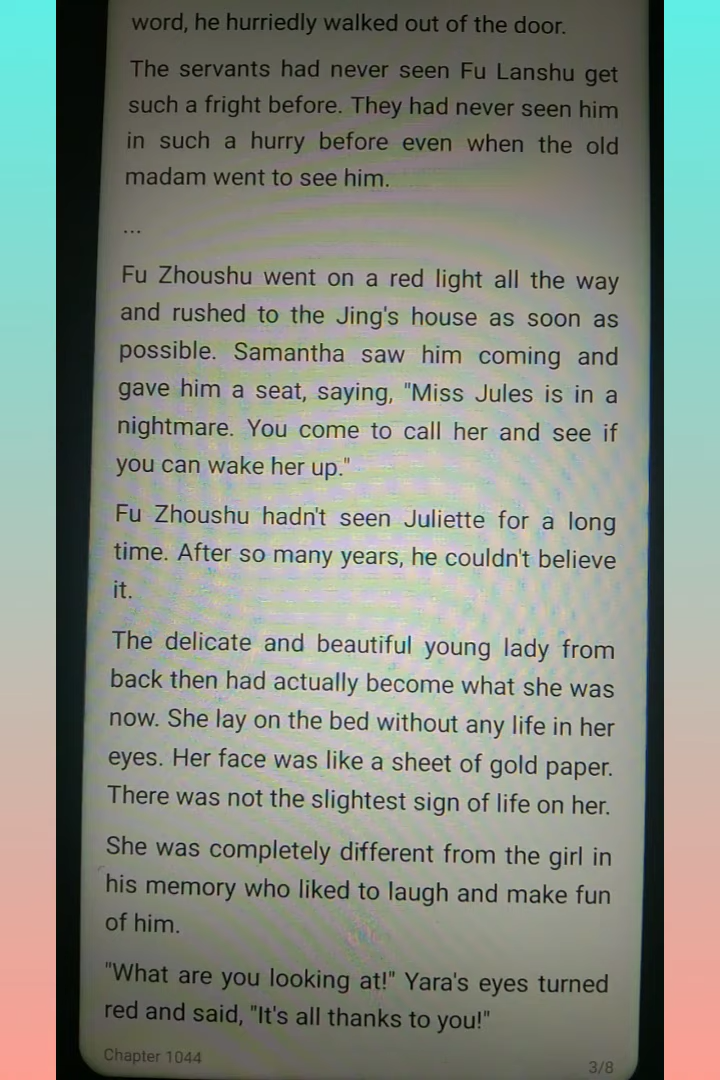 word, he hurriedly walked out of the door.
The servants had never seen Fu Lanshu get
such a fright before. They had never seen him
in such a hurry before even when the old
madam went to see him.
...
Fu Zhoushu went on a red light all the way
and rushed to the Jing's house as soon as
possible. Samantha saw him coming and
gave him a seat, saying, "Miss Jules is in a
nightmare. You come to call her and see if
you can wake her up."
Fu Zhoushu hadn't seen Juliette for a long
time. After so many years, he couldn't believe
it.
The delicate and beautiful young lady from
back then had actually become what she was
now. She lay on the bed without any life in her
eyes. Her face was like a sheet of gold paper.
There was not the slightest sign of life on her.
She was completely different from the girl in
his memory who liked to laugh and make fun
of him.
"What are you looking at!" Yara's eyes turned
red and said, "It's all thanks to you!"
Chapter 1044
3/8